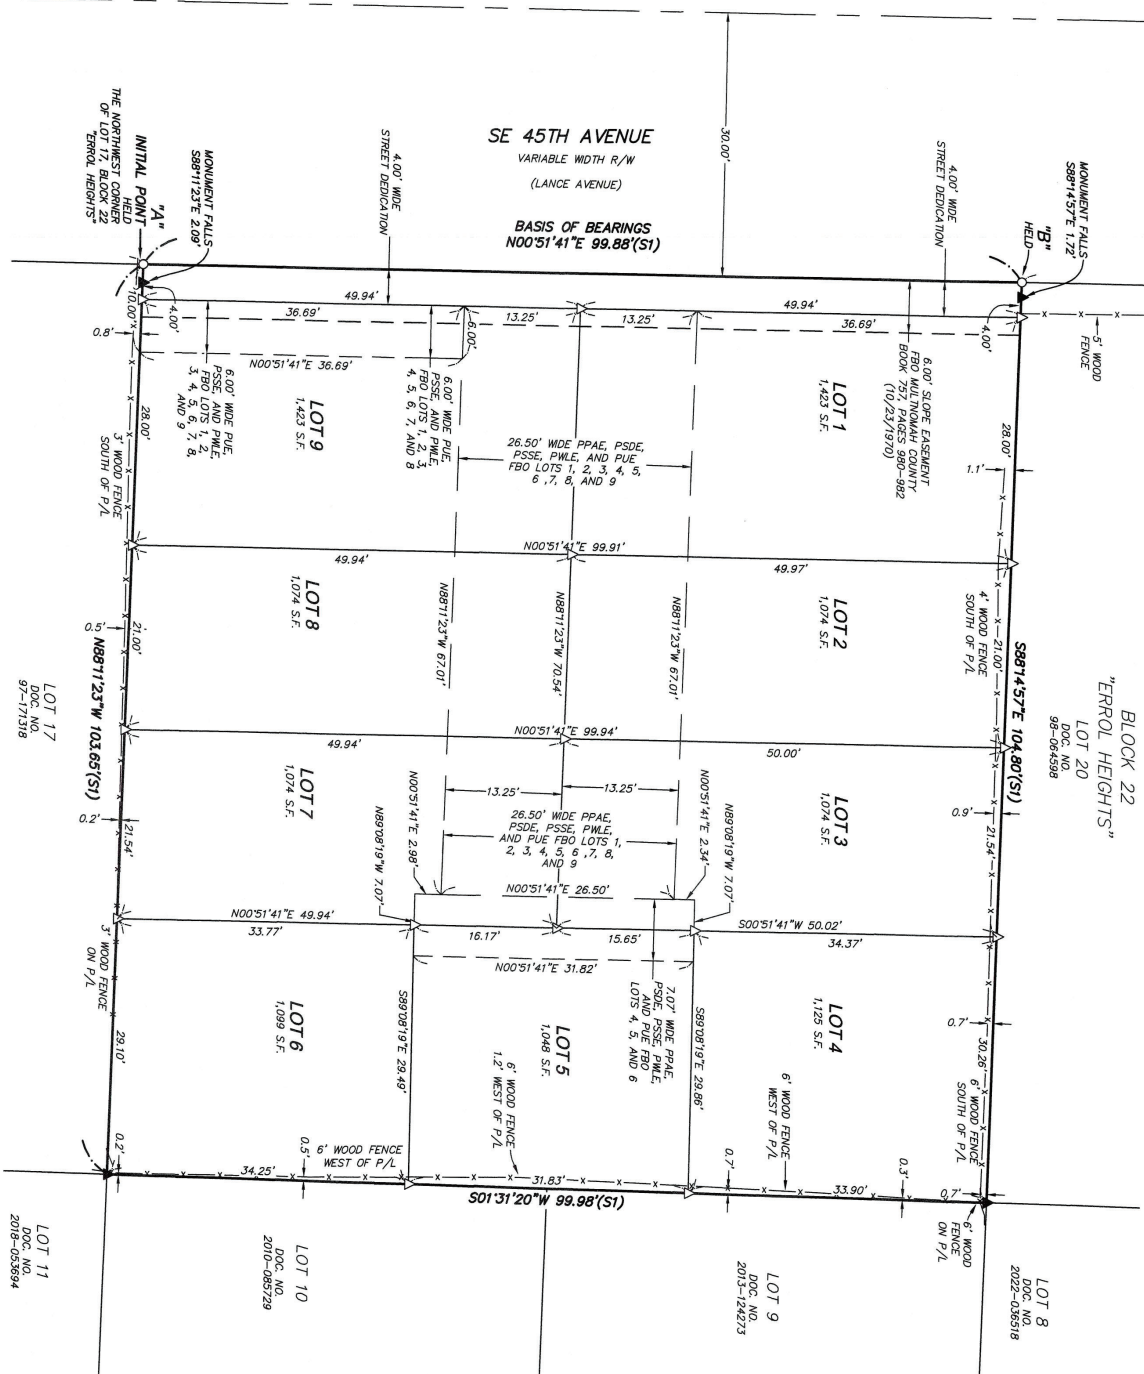 30.00'
SE 45TH AVENUE
VARIABLE WIDTH R/W
(LANCE AVENUE)
4.00' WIDE
STREET DEDICATION
4.00' WIDE
STREET DEDICATION
MONUMENT FALLS
S88°14'57"E 1.72'
"B"
HELD
MONUMENT FALLS
S88°11'23"E 2.09'
"A"
INITIAL POINT
HELD
THE NORTHWEST CORNER
OF LOT 17, BLOCK 22
"ERROL HEIGHTS"
BASIS OF BEARINGS
N00°51'41"E 99.88'(S1)
49.94'
49.94'
36.69'
13.25'
13.25'
36.69'
4.00'
4.00'
10.00'
6.00'
0.8'
N00°51'41"E 36.69'
5' WOOD
FENCE
6.00' WIDE PUE,
PSSE, AND PWLE
FBO LOTS 1, 2,
3, 4, 5, 6, 7, 8,
AND 9
6.00' WIDE PUE,
PSSE, AND PWLE,
FBO LOTS 1, 2, 3,
4, 5, 6, 7, AND 8
6.00' SLOPE EASEMENT
FBO MULTNOMAH COUNTY
BOOK 757, PAGES 980-982
(10/23/1970)
LOT 9
1,423 S.F.
LOT 1
1,423 S.F.
26.50' WIDE PPAE, PSDE,
PSSE, PWLE, AND PUE
FBO LOTS 1, 2, 3, 4, 5,
6 ,7, 8, AND 9
28.00'
28.00'
1.1'
3' WOOD FENCE
SOUTH OF P/L
4' WOOD FENCE
SOUTH OF P/L
N00°51'41"E 99.91'
49.94'
49.97'
LOT 8
1,074 S.F.
LOT 2
1,074 S.F.
N88°11'23"W 67.01'
N88°11'23"W 70.54'
N88°11'23"W 67.01'
21.00'
21.00'
0.5'
N88°11'23"W 103.65'(S1)
S88°14'57"E 104.80'(S1)
BLOCK 22
"ERROL HEIGHTS"
LOT 20
DOC. NO.
98-064598
LOT 17
DOC. NO.
97-171318
N00°51'41"E 99.94'
49.94'
50.00'
LOT 7
1,074 S.F.
LOT 3
1,074 S.F.
13.25'
13.25'
26.50' WIDE PPAE,
PSDE, PSSE, PWLE,
AND PUE FBO LOTS 1,
2, 3, 4, 5, 6 ,7, 8,
AND 9
N00°51'41"E 2.98'
N89°08'19"W 7.07'
N00°51'41"E 2.34'
N89°08'19"W 7.07'
0.2'
21.54'
0.9'
21.54'
N00°51'41"E 26.50'
N00°51'41"E 49.94'
33.77'
16.17'
15.65'
S00°51'41"W 50.02'
34.37'
N00°51'41"E 31.82'
3' WOOD FENCE
ON P/L
LOT 6
1,099 S.F.
LOT 5
1,048 S.F.
LOT 4
1,125 S.F.
7.07' WIDE PPAE,
PSDE, PSSE, PWLE,
AND PUE FBO
LOTS 4, 5, AND 6
S89°08'19"E 29.49'
S89°08'19"E 29.86'
29.10'
0.7'
30.26'
6' WOOD FENCE
SOUTH OF P/L
6' WOOD FENCE
1.2' WEST OF P/L
6' WOOD FENCE
WEST OF P/L
6' WOOD FENCE
WEST OF P/L
0.2'
34.25'
0.5'
31.83'
0.7'
33.90'
0.3'
0.7'
6' WOOD
FENCE
ON P/L
S01°31'20"W 99.98'(S1)
LOT 11
DOC. NO.
2018-053694
LOT 10
DOC. NO.
2010-085729
LOT 9
DOC. NO.
2013-124273
LOT 8
DOC. NO.
2022-036518